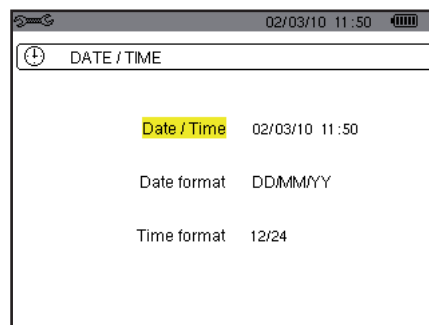 02/03/10 11:50
DATE / TIME
Date / Time 02/03/10 11:50
Date format DD/MM/YY
Time format 12/24